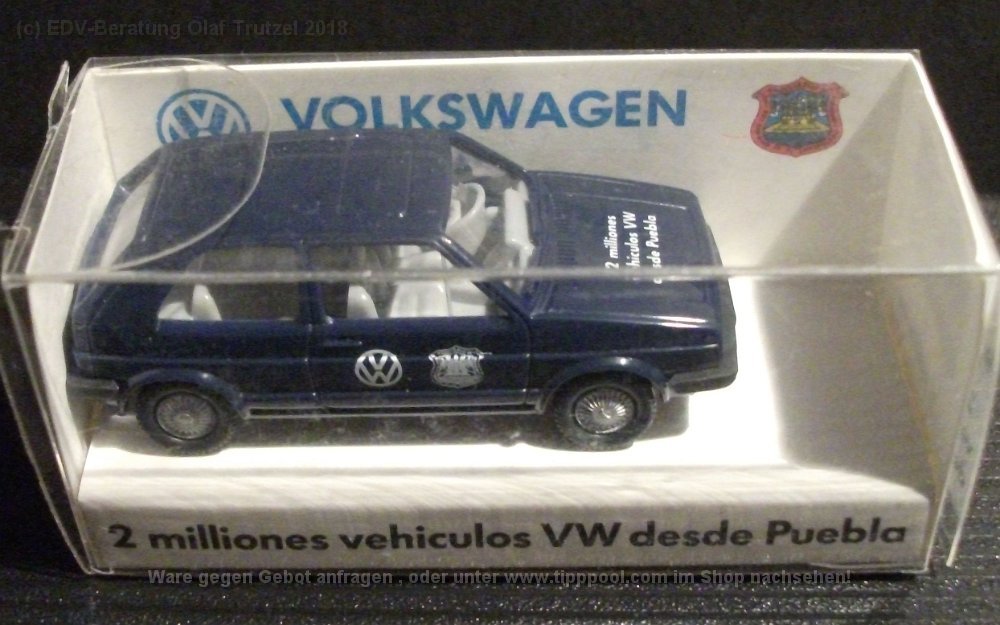 (c) EDV-Beratung Olaf Trutzel 2018
VOLKSWAGEN
2 milliones
vehiculos VW
desde Puebla
2 milliones vehiculos VW desde Puebla
Ware gegen Gebot anfragen , oder unter www.tipppool.com im Shop nachsehen!